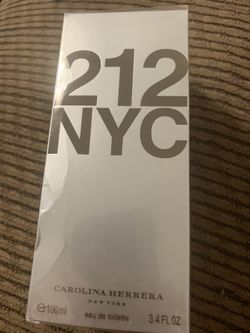 212
NYC
CAROLINA HERRERA
NEW YORK
℮100ml
eau de toilette
3.4 FL OZ